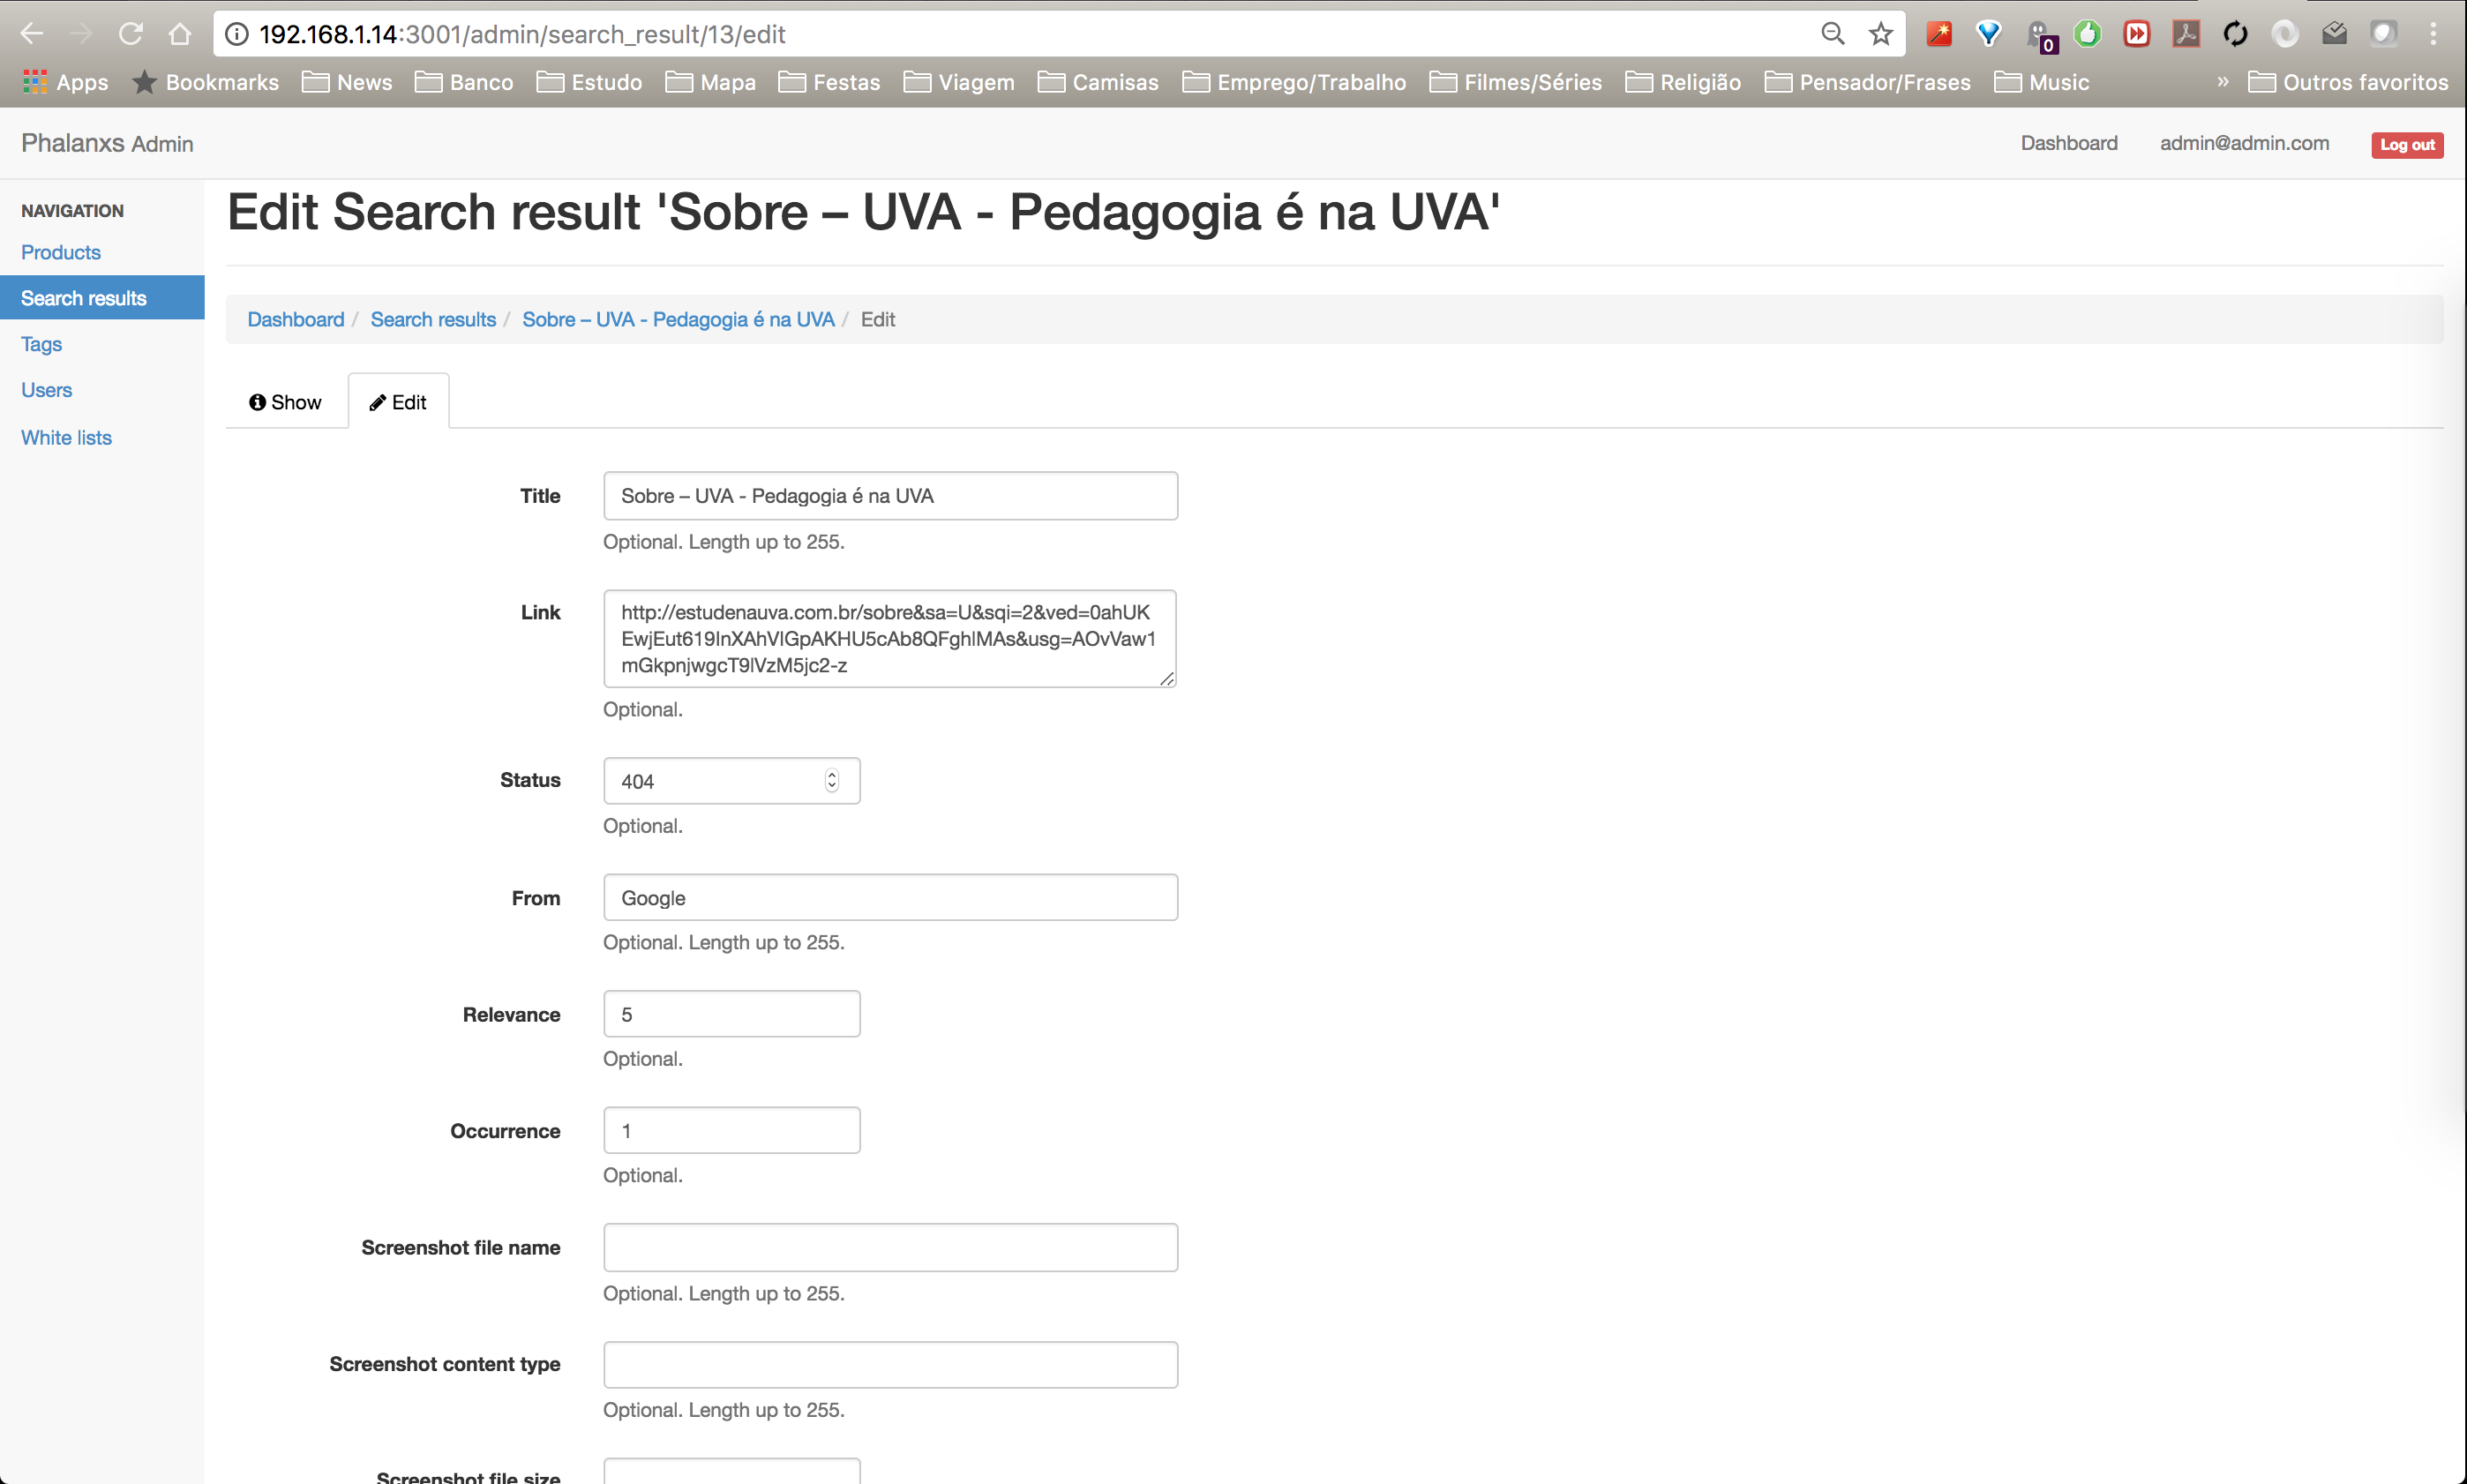 192.168.1.14:3001/admin/search_result/13/edit
0
Apps Bookmarks News Banco Estudo Mapa Festas Viagem Camisas Emprego/Trabalho Filmes/Séries Religião Pensador/Frases Music » Outros favoritos
Phalanxs Admin Dashboard admin@admin.com Log out
NAVIGATION
Products
Search results
Tags
Users
White lists
Edit Search result 'Sobre – UVA - Pedagogia é na UVA'
Dashboard / Search results / Sobre – UVA - Pedagogia é na UVA / Edit
Show Edit
Title Sobre – UVA - Pedagogia é na UVA
Optional. Length up to 255.
Link http://estudenauva.com.br/sobre&sa=U&sqi=2&ved=0ahUK
EwjEut619InXAhVIGpAKHU5cAb8QFghlMAs&usg=AOvVaw1
mGkpnjwgcT9lVzM5jc2-z
Optional.
Status 404
Optional.
From Google
Optional. Length up to 255.
Relevance 5
Optional.
Occurrence 1
Optional.
Screenshot file name
Optional. Length up to 255.
Screenshot content type
Optional. Length up to 255.
Screenshot file size